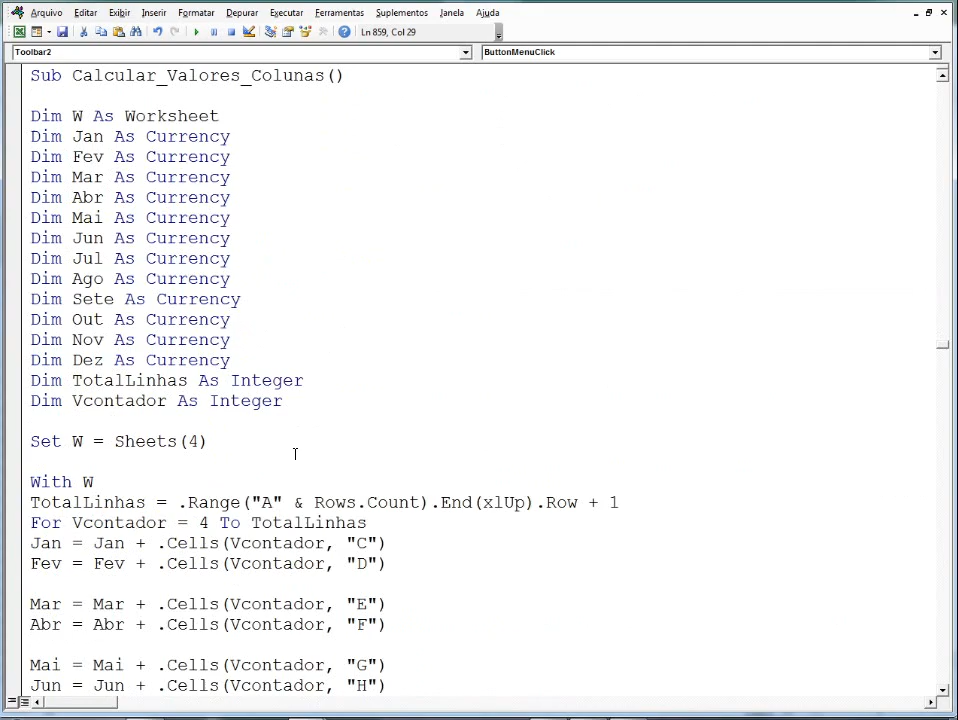 Arquivo Editar Exibir Inserir Formatar Depurar Executar Ferramentas Suplementos Janela Ajuda
Ln 859, Col 29
Toolbar2 ButtonMenuClick
Sub Calcular_Valores_Colunas()
Dim W As Worksheet
Dim Jan As Currency
Dim Fev As Currency
Dim Mar As Currency
Dim Abr As Currency
Dim Mai As Currency
Dim Jun As Currency
Dim Jul As Currency
Dim Ago As Currency
Dim Sete As Currency
Dim Out As Currency
Dim Nov As Currency
Dim Dez As Currency
Dim TotalLinhas As Integer
Dim Vcontador As Integer
Set W = Sheets(4)
With W
TotalLinhas = .Range("A" & Rows.Count).End(xlUp).Row + 1
For Vcontador = 4 To TotalLinhas
Jan = Jan + .Cells(Vcontador, "C")
Fev = Fev + .Cells(Vcontador, "D")
Mar = Mar + .Cells(Vcontador, "E")
Abr = Abr + .Cells(Vcontador, "F")
Mai = Mai + .Cells(Vcontador, "G")
Jun = Jun + .Cells(Vcontador, "H")